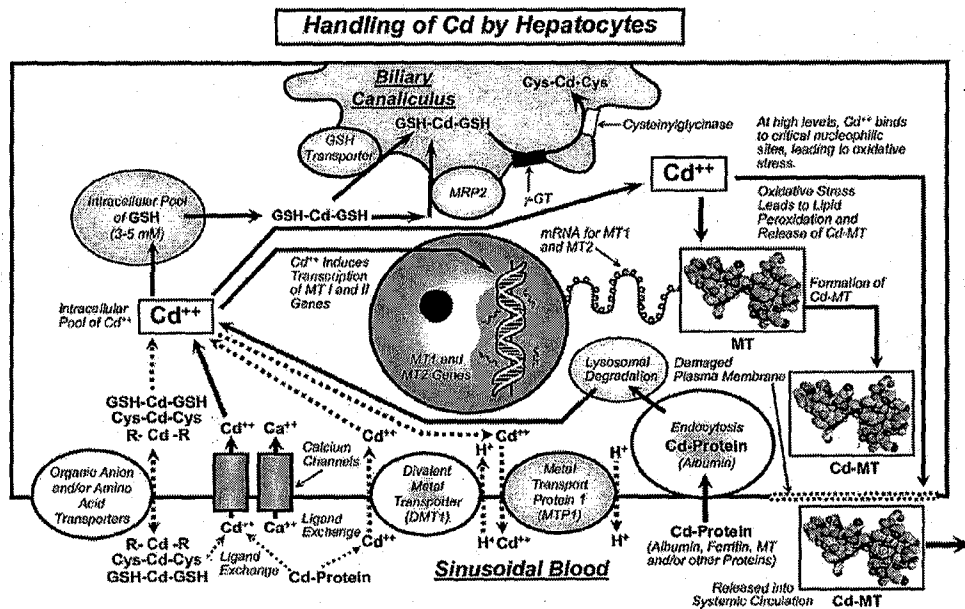 Handling of Cd by Hepatocytes
Biliary
Canaliculus
Cys-Cd-Cys
GSH-Cd-GSH
Cysteinylglycinase
GSH
Transporter
MRP2
γ-GT
At high levels, Cd++ binds
to critical nucleophilic
sites, leading to oxidative
stress.
Cd++
Oxidative Stress
Leads to Lipid
Peroxidation and
Release of Cd-MT
Intracellular Pool
of GSH
(3-5 mM)
GSH-Cd-GSH
mRNA for MT1
and MT2
Cd++ Induces
Transcription
of MT I and II
Genes
Formation of
Cd-MT
MT
Intracellular
Pool of Cd++
Cd++
MT1 and
MT2 Genes
Lysosomal
Degradation
Damaged
Plasma Membrane
Cd-MT
GSH-Cd-GSH
Cys-Cd-Cys
R- Cd -R
Cd++
Ca++
Calcium
Channels
Cd++
H+
Cd++
H+
Endocytosis
Cd-Protein
(Albumin)
Organic Anion
and/or Amino
Acid
Transporters
Divalent
Metal
Transporter
(DMT1)
Metal
Transport
Protein 1
(MTP1)
R- Cd -R
Cys-Cd-Cys
GSH-Cd-GSH
Cd++
Ca++
Ligand
Exchange
Ligand
Exchange
Cd-Protein
Cd++
H+
Cd++
H+
Sinusoidal Blood
Cd-Protein
(Albumin, Ferritin, MT
and/or other Proteins)
Released into
Systemic Circulation
Cd-MT